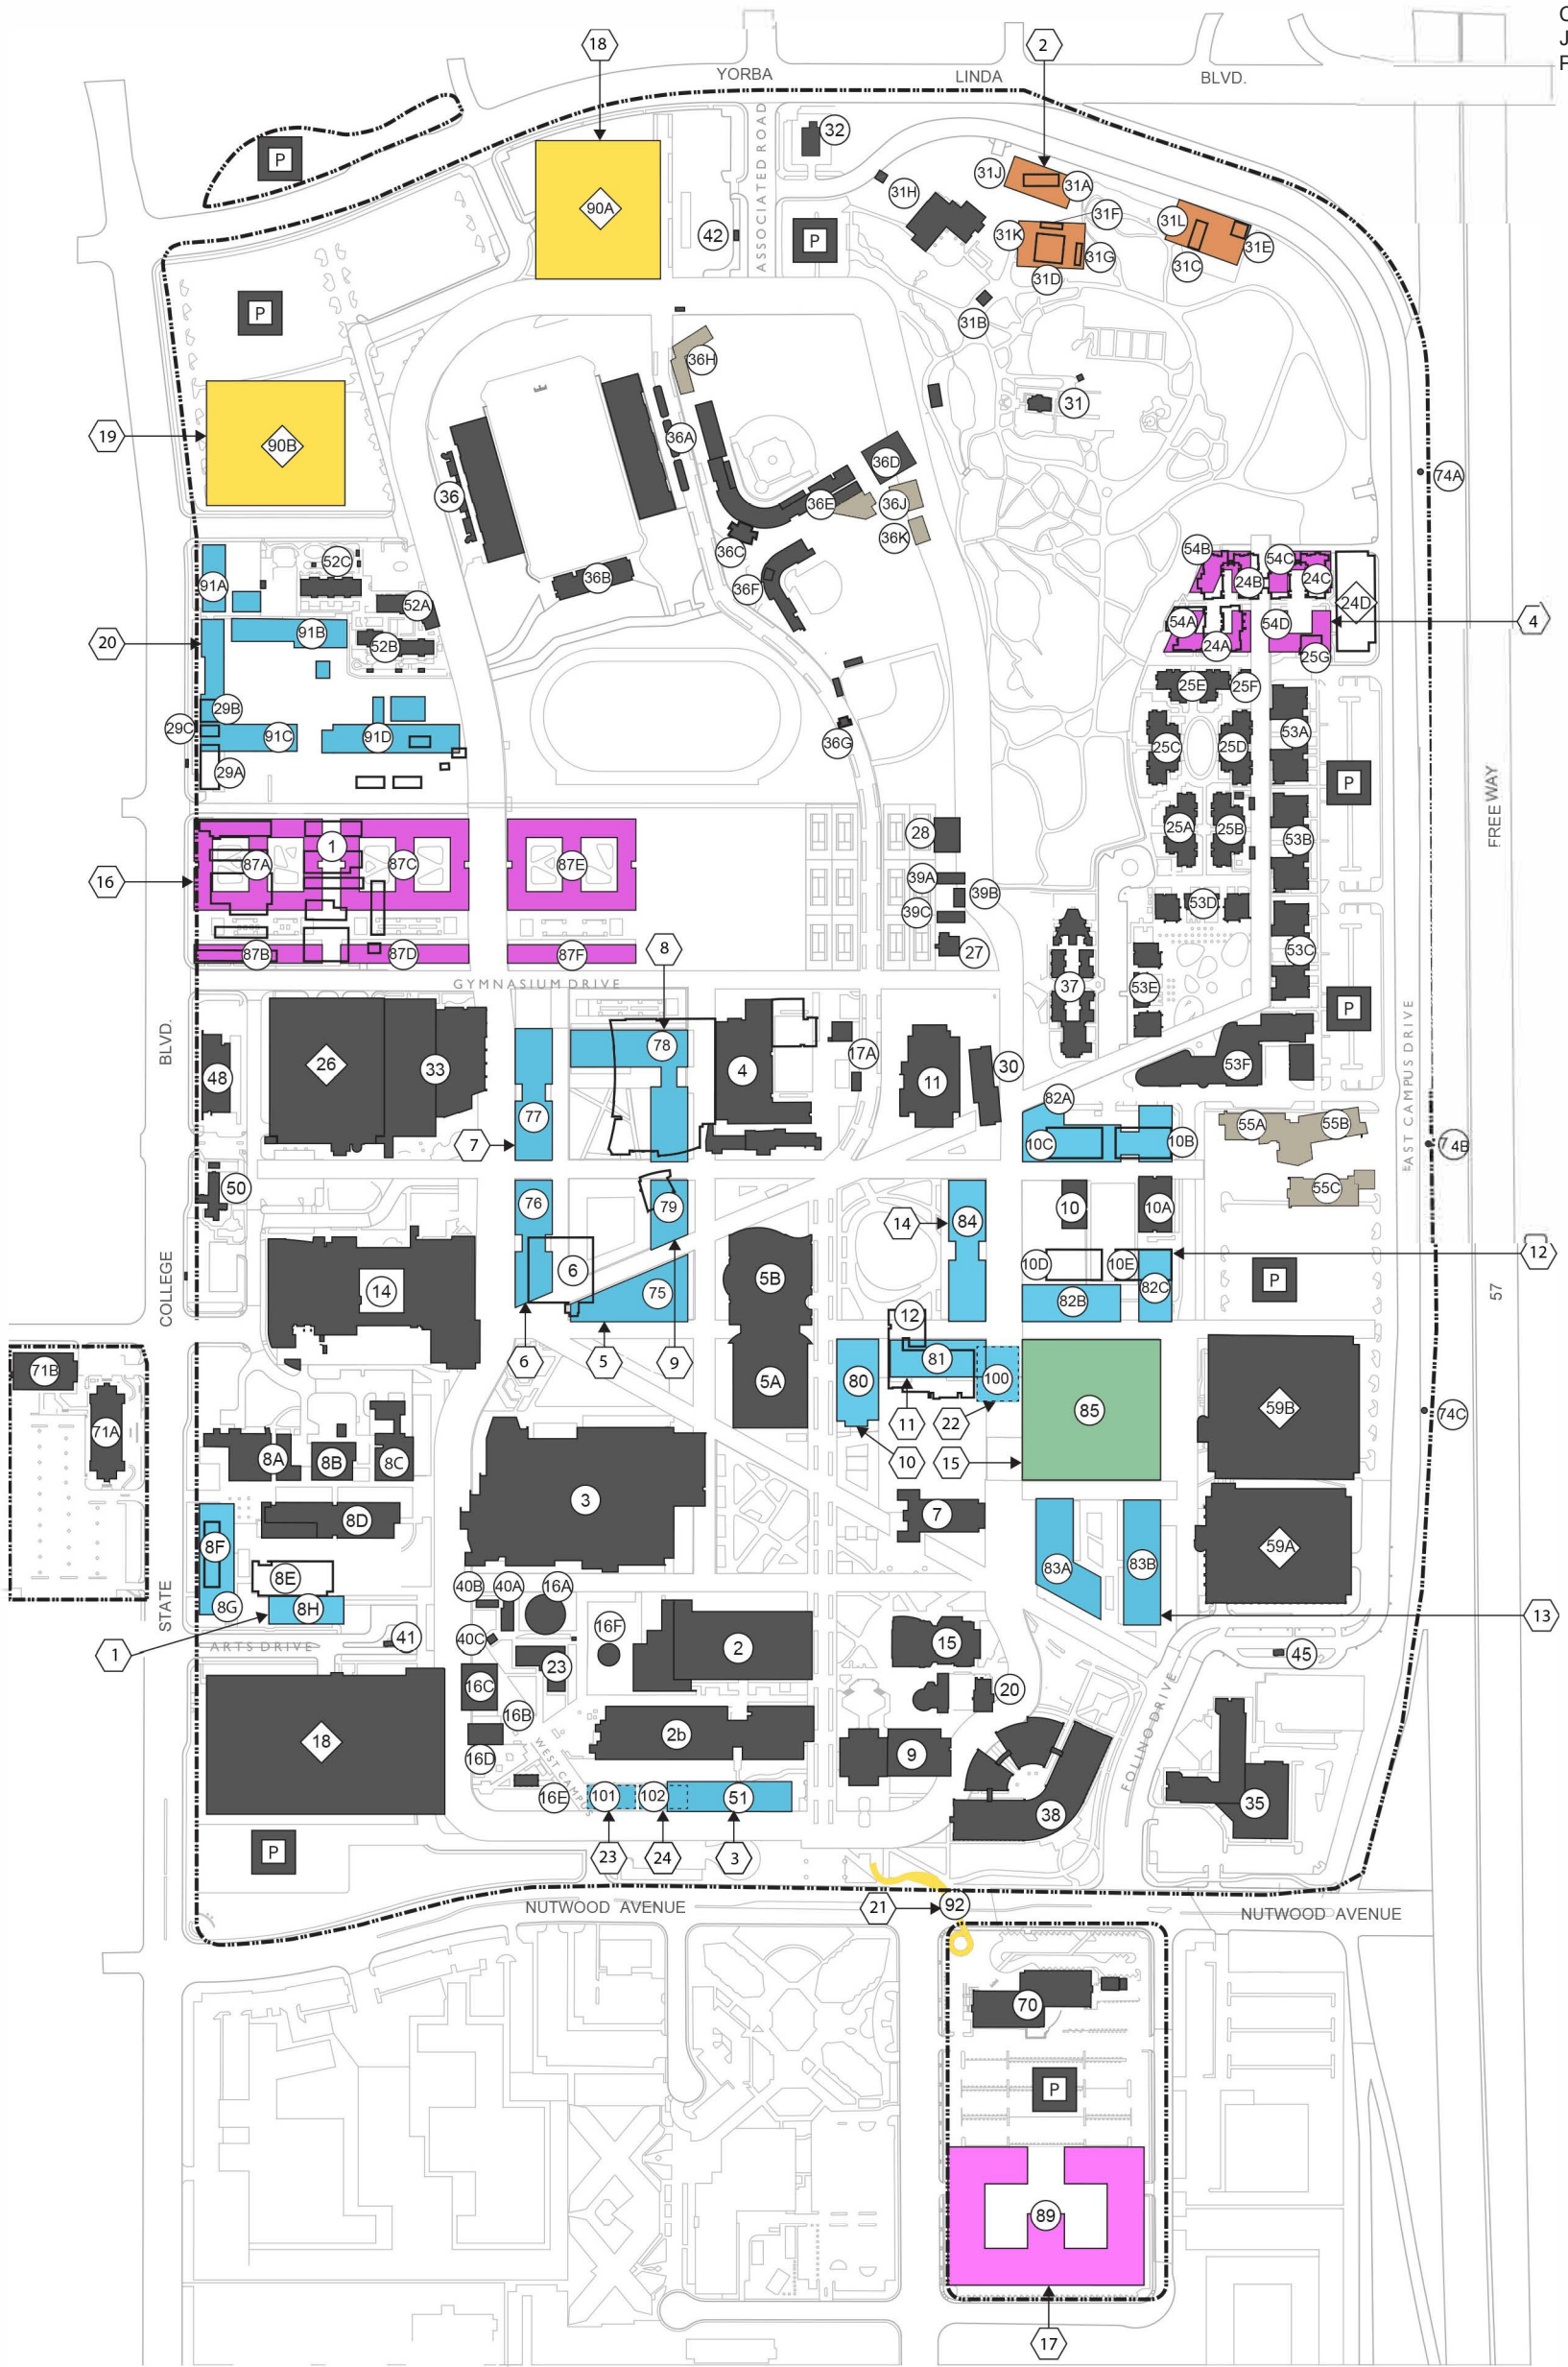 C
J
F
18
2
YORBA
LINDA
BLVD.
ASSOCIATED ROAD
32
P
31J
31A
31H
90A
31F
31L
42
P
31K
31G
31E
31C
31D
P
31B
36H
31
19
90B
36A
36D
74A
36
36E
36J
36K
36C
54B
54C
52C
91A
36B
36F
24B
24C
24D
52A
20
91B
52B
54A
54D
4
24A
25G
25E
25F
29B
29C
91C
91D
36G
25C
25D
53A
29A
P
FREE WAY
28
25A
25B
53B
1
87A
87C
87E
16
39A
39B
39C
53D
87B
87D
87F
8
27
53C
GYMNASIUM DRIVE
37
53E
P
BLVD.
78
17A
26
33
4
30
53F
48
11
EAST CAMPUS DRIVE
82A
77
7
10C
10B
55A
55B
74B
50
76
79
10
10A
55C
14
84
COLLEGE
6
5B
10D
10E
12
82C
P
14
75
82B
57
12
6
5
9
81
71B
5A
80
100
85
59B
74C
71A
11
22
8A
8B
8C
10
15
3
7
8D
59A
8F
83A
83B
8E
40B
40A
16A
8G
8H
STATE
16F
13
1
ARTS DRIVE
41
40C
2
15
45
23
16C
20
16B
18
2b
9
16D
WEST CAMPUS
FOLINO DRIVE
16E
101
102
51
38
35
P
23
24
3
21
92
NUTWOOD AVENUE
NUTWOOD AVENUE
70
P
89
17